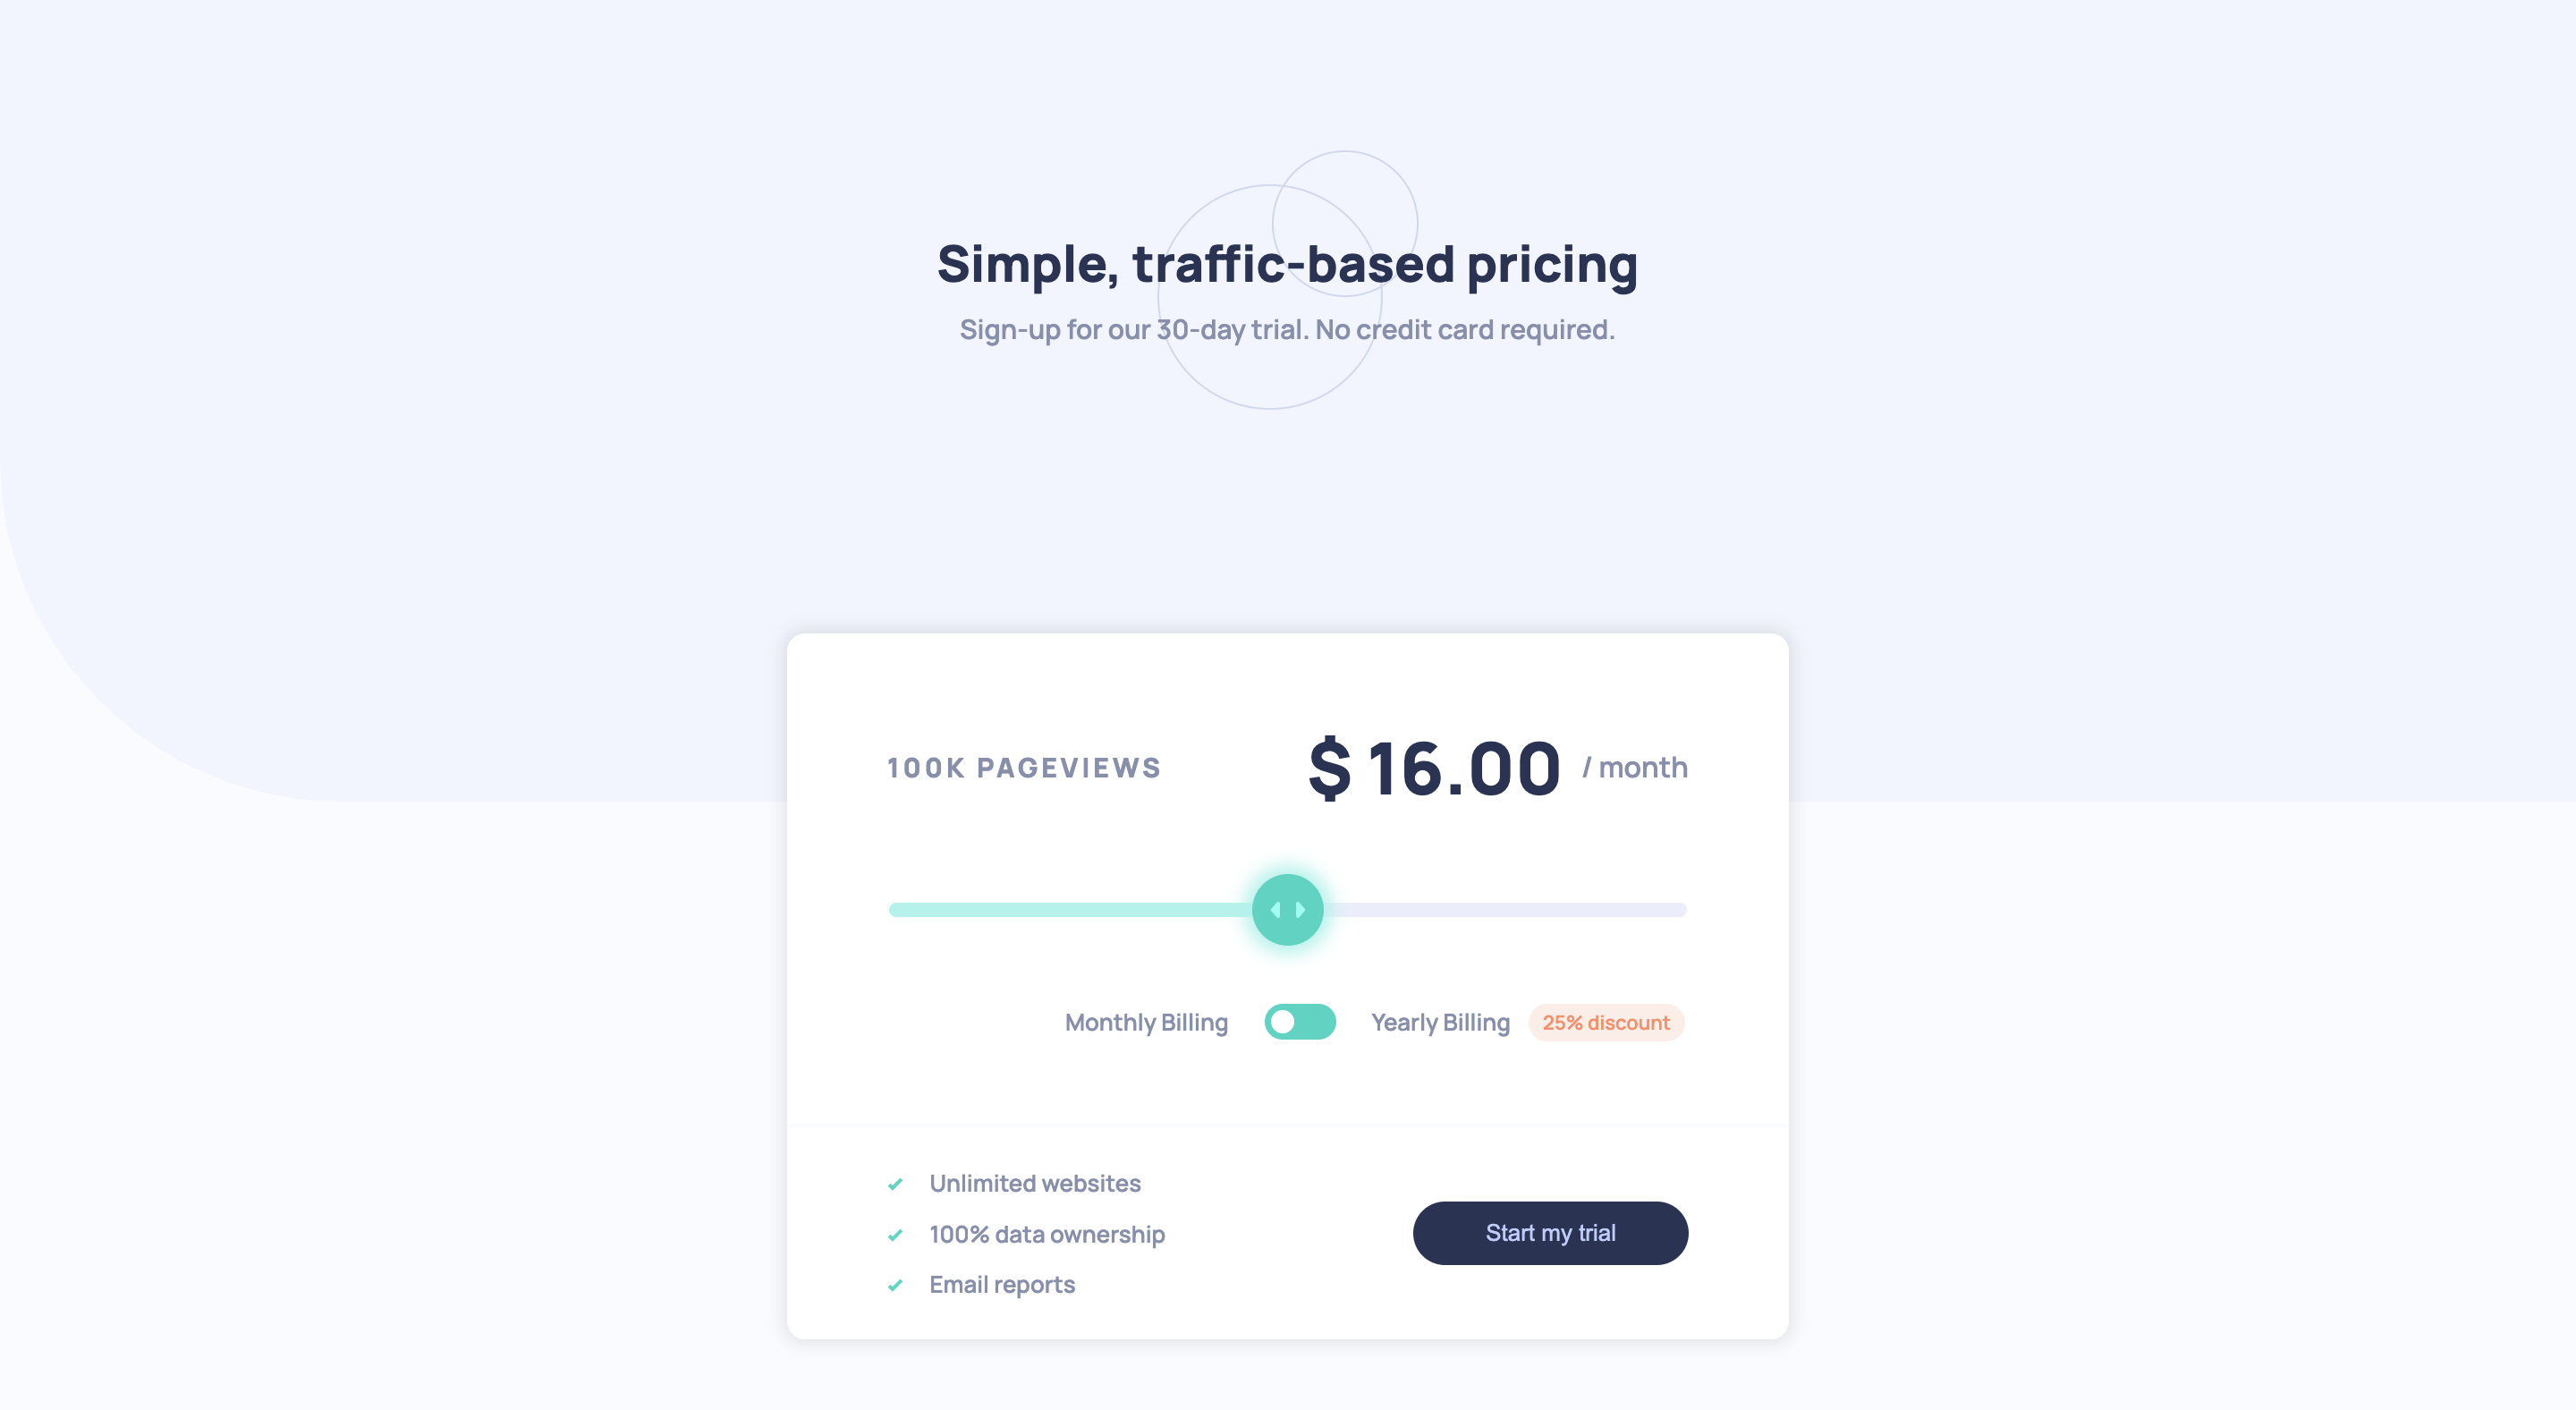 Simple, traffic-based pricing
Sign-up for our 30-day trial. No credit card required.
100K PAGEVIEWS
$ 16.00 / month
Monthly Billing
Yearly Billing
25% discount
Unlimited websites
100% data ownership
Email reports
Start my trial